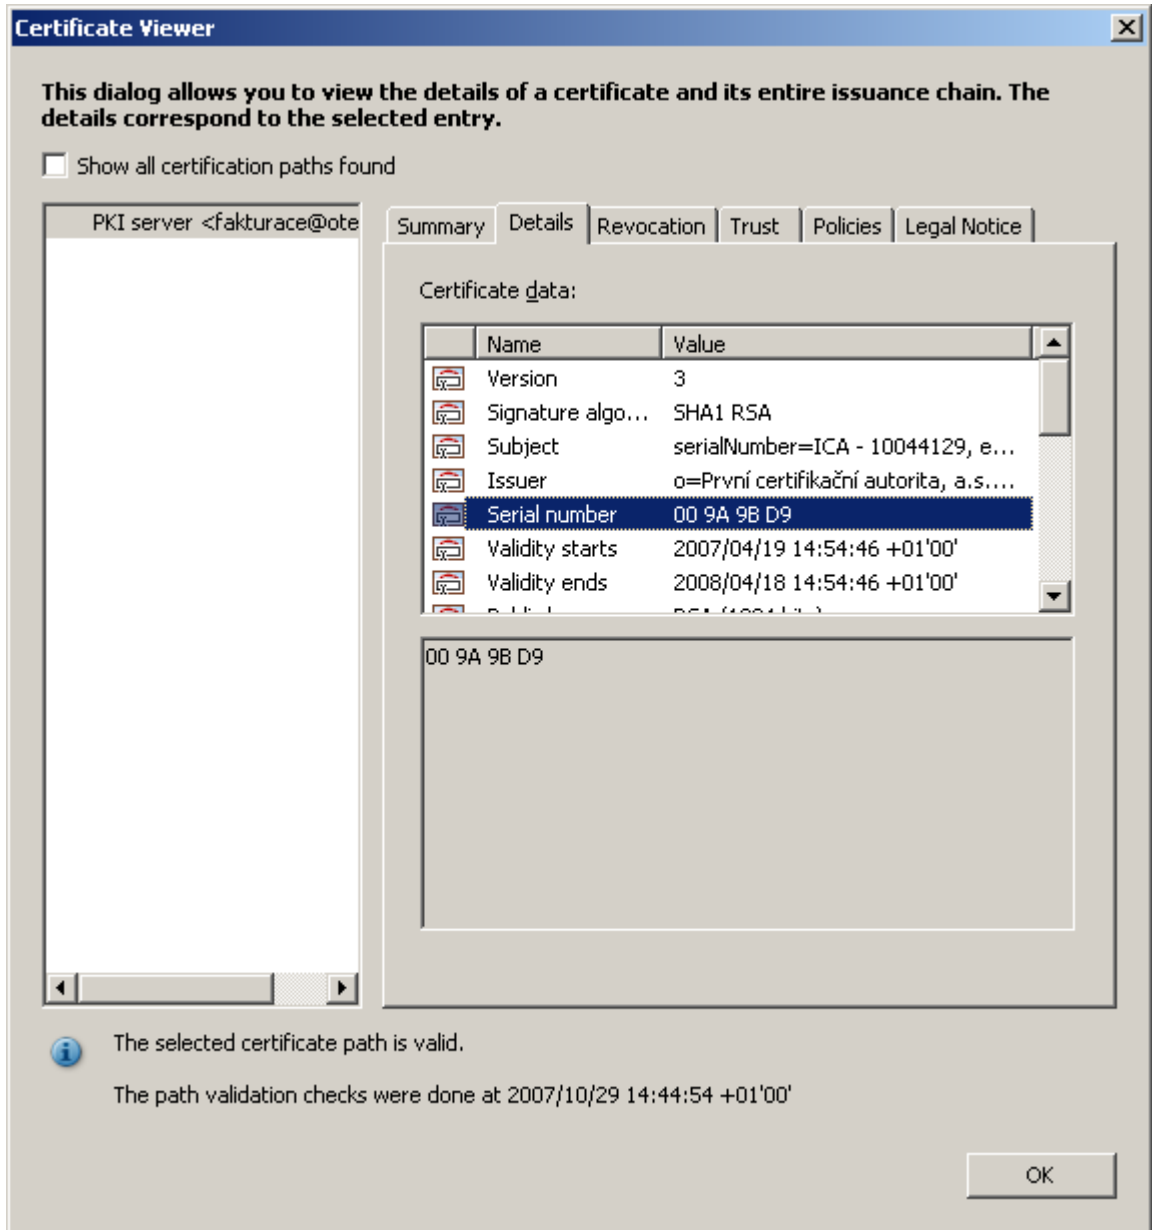 Certificate Viewer
This dialog allows you to view the details of a certificate and its entire issuance chain. The
details correspond to the selected entry.
Show all certification paths found
PKI server <fakturace@ote
Summary Details Revocation Trust Policies Legal Notice
Certificate data:
Name Value
Version 3
Signature algo... SHA1 RSA
Subject serialNumber=ICA - 10044129, e...
Issuer o=První certifikační autorita, a.s....
Serial number 00 9A 9B D9
Validity starts 2007/04/19 14:54:46 +01'00'
Validity ends 2008/04/18 14:54:46 +01'00'
00 9A 9B D9
The selected certificate path is valid.
The path validation checks were done at 2007/10/29 14:44:54 +01'00'
OK